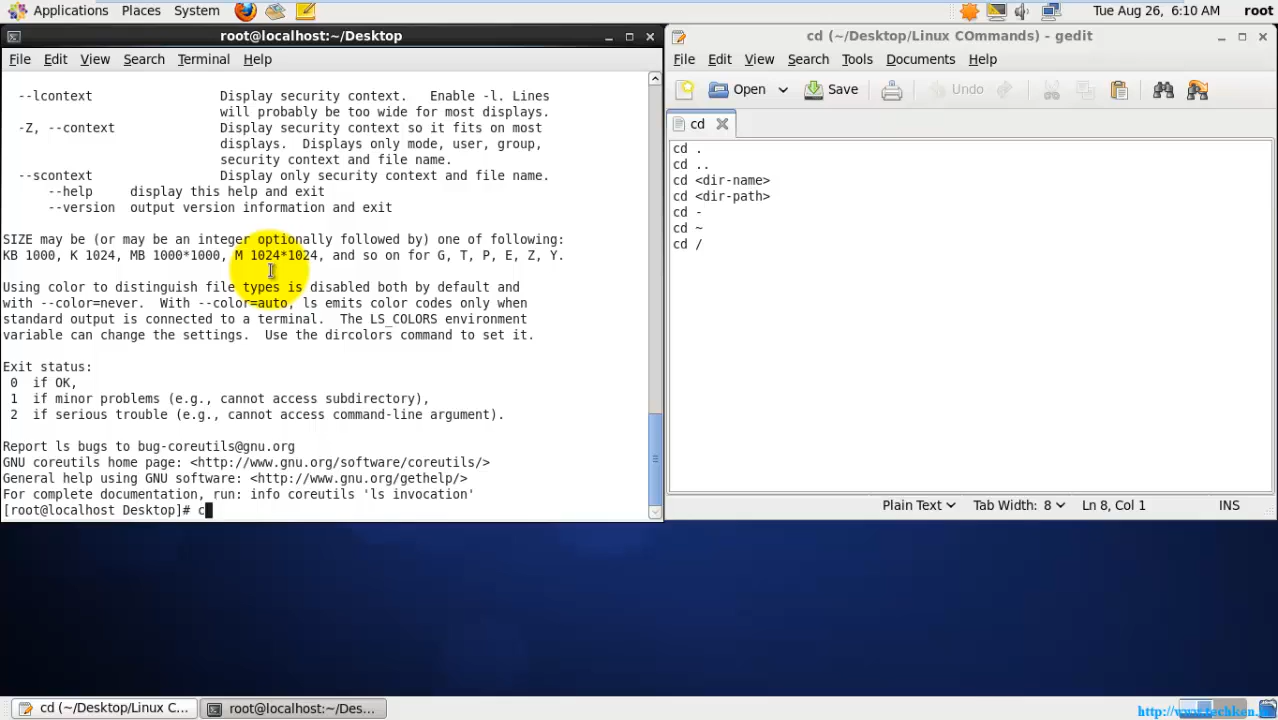 Applications Places System Tue Aug 26, 6:10 AM root
root@localhost:~/Desktop
File Edit View Search Terminal Help
--lcontext Display security context. Enable -l. Lines
will probably be too wide for most displays.
-Z, --context Display security context so it fits on most
displays. Displays only mode, user, group,
security context and file name.
--scontext Display only security context and file name.
--help display this help and exit
--version output version information and exit
SIZE may be (or may be an integer optionally followed by) one of following:
KB 1000, K 1024, MB 1000*1000, M 1024*1024, and so on for G, T, P, E, Z, Y.
Using color to distinguish file types is disabled both by default and
with --color=never. With --color=auto, ls emits color codes only when
standard output is connected to a terminal. The LS_COLORS environment
variable can change the settings. Use the dircolors command to set it.
Exit status:
0 if OK,
1 if minor problems (e.g., cannot access subdirectory),
2 if serious trouble (e.g., cannot access command-line argument).
Report ls bugs to bug-coreutils@gnu.org
GNU coreutils home page: <http://www.gnu.org/software/coreutils/>
General help using GNU software: <http://www.gnu.org/gethelp/>
For complete documentation, run: info coreutils 'ls invocation'
[root@localhost Desktop]# c
cd (~/Desktop/Linux COmmands) - gedit
File Edit View Search Tools Documents Help
Open Save Undo
cd
cd .
cd ..
cd <dir-name>
cd <dir-path>
cd -
cd ~
cd /
Plain Text Tab Width: 8 Ln 8, Col 1 INS
cd (~/Desktop/Linux C... root@localhost:~/Des...